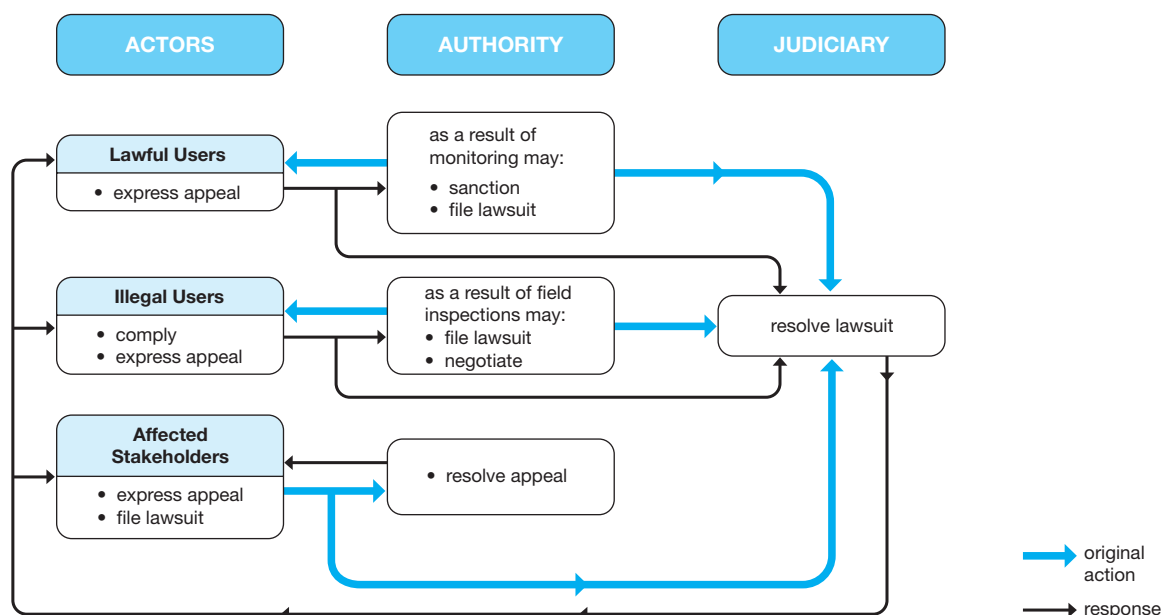 ACTORS
AUTHORITY
JUDICIARY
Lawful Users
• express appeal
as a result of
monitoring may:
• sanction
• file lawsuit
Illegal Users
• comply
• express appeal
as a result of field
inspections may:
• file lawsuit
• negotiate
resolve lawsuit
Affected
Stakeholders
• express appeal
• file lawsuit
• resolve appeal
original
action
response